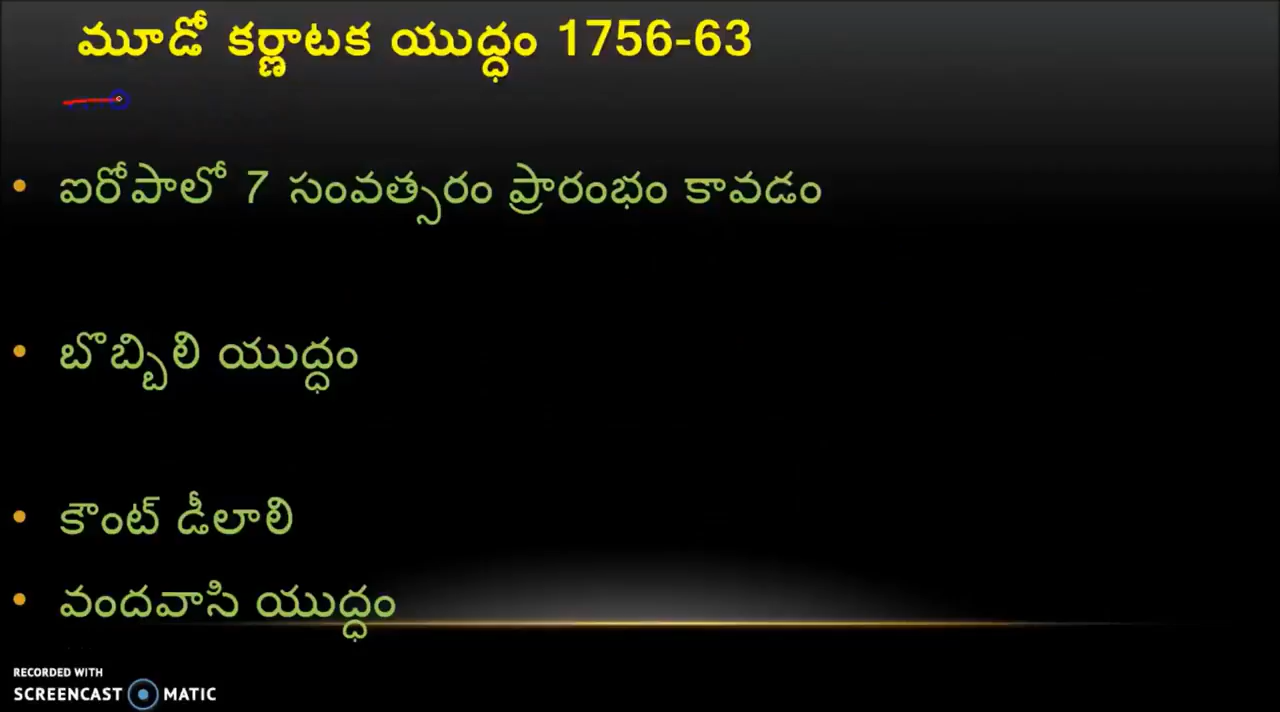 మూడో కర్ణాటక యుద్ధం 1756-63
• ఐరోపాలో 7 సంవత్సరం ప్రారంభం కావడం
• బొబ్బిలి యుద్ధం
• కౌంట్ డీలాలి
• వందవాసి యుద్ధం
RECORDED WITH
SCREENCAST MATIC